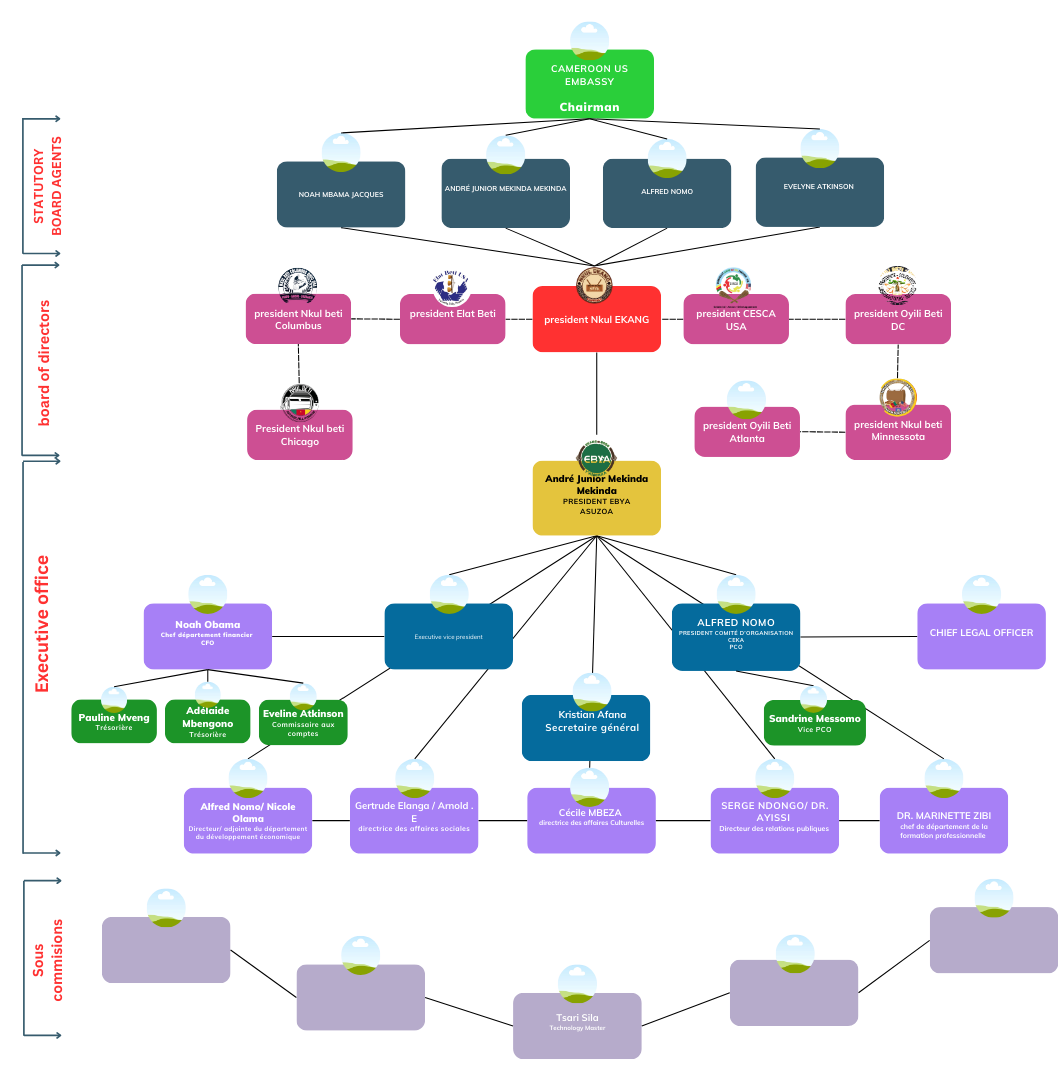 CAMEROON US
EMBASSY
Chairman
STATUTORY
BOARD AGENTS
NOAH MBAMA JACQUES
ANDRÉ JUNIOR MEKINDA MEKINDA
ALFRED NOMO
EVELYNE ATKINSON
board of directors
president Nkul beti
Columbus
Elat Beti USA
president Elat Beti
president Nkul EKANG
president CESCA
USA
president Oyili Beti
DC
President Nkul beti
Chicago
president Oyili Beti
Atlanta
president Nkul beti
Minnessota
Executive office
EBYA
André Junior Mekinda
Mekinda
PRESIDENT EBYA
ASUZOA
Noah Obama
Chef département financier
CFO
Executive vice president
ALFRED NOMO
PRESIDENT COMITÉ D'ORGANISATION
CEKA
PCO
CHIEF LEGAL OFFICER
Pauline Mveng
Trésorière
Adélaide
Mbengono
Trésorière
Eveline Atkinson
Commissaire aux
comptes
Kristian Afana
Secretaire général
Sandrine Messomo
Vice PCO
Alfred Nomo/ Nicole
Olama
Directeur/ adjointe du département
du développement économique
Gertrude Elanga / Arnold .
E
directrice des affaires sociales
Cécile MBEZA
directrice des affaires Culturelles
SERGE NDONGO/ DR.
AYISSI
Directeur des relations publiques
DR. MARINETTE ZIBI
chef de département de la
formation professionnelle
Sous
commisions
Tsari Sila
Technology Master